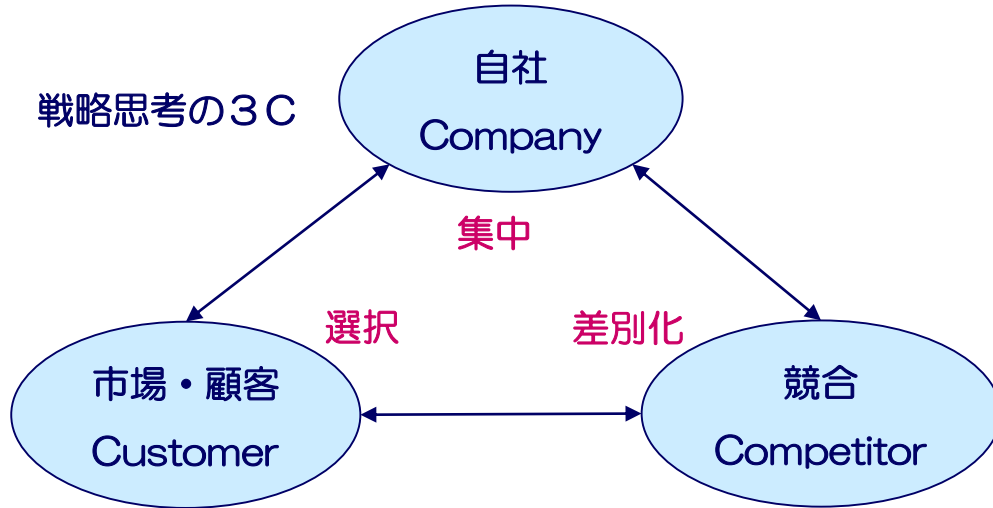 自社
Company
戦略思考の３Ｃ
集中
選択
差別化
市場・顧客
Customer
競合
Competitor